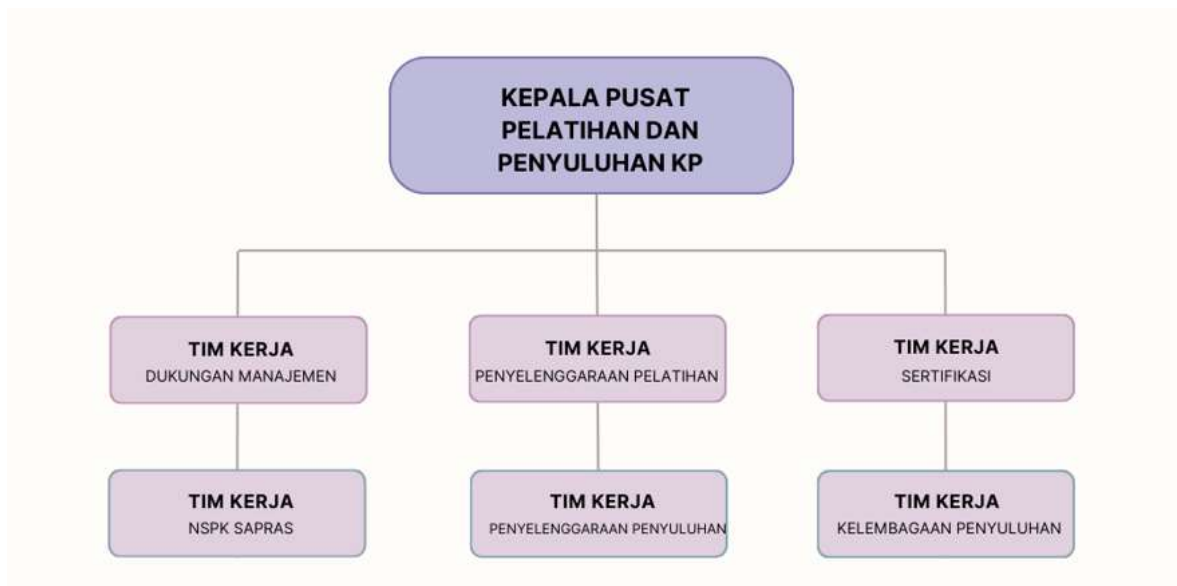 KEPALA PUSAT
PELATIHAN DAN
PENYULUHAN KP
TIM KERJA
DUKUNGAN MANAJEMEN
TIM KERJA
PENYELENGGARAAN PELATIHAN
TIM KERJA
SERTIFIKASI
TIM KERJA
NSPK SAPRAS
TIM KERJA
PENYELENGGARAAN PENYULUHAN
TIM KERJA
KELEMBAGAAN PENYULUHAN